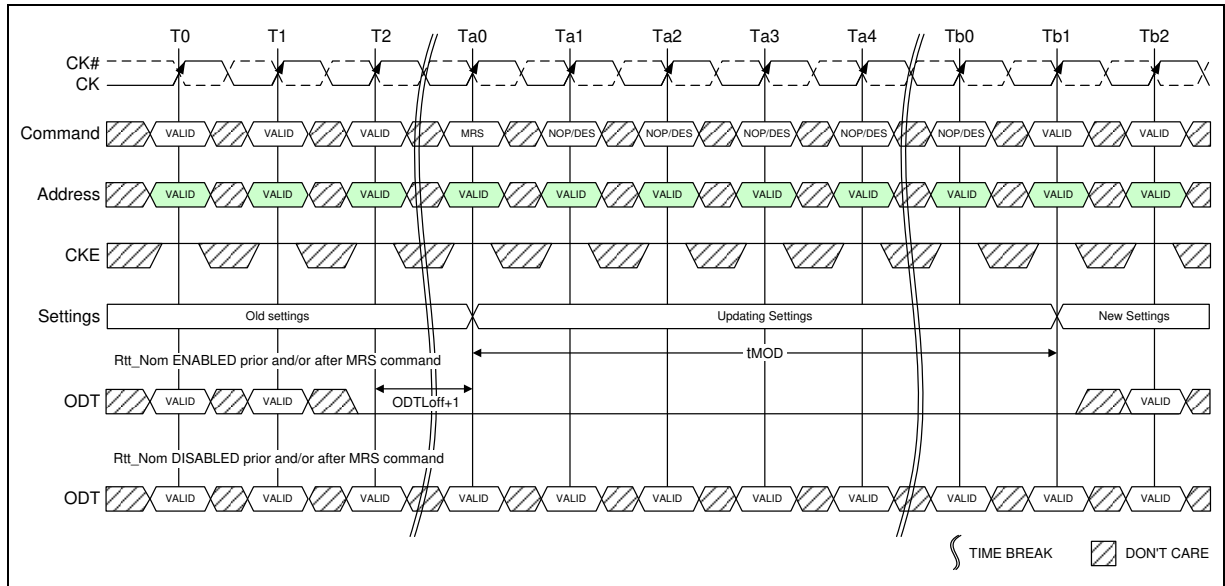 T0 T1 T2 Ta0 Ta1 Ta2 Ta3 Ta4 Tb0 Tb1 Tb2
CK#
CK
Command VALID VALID VALID MRS NOP/DES NOP/DES NOP/DES NOP/DES NOP/DES VALID VALID
Address VALID VALID VALID VALID VALID VALID VALID VALID VALID VALID VALID
CKE
Settings Old settings Updating Settings New Settings
Rtt_Nom ENABLED prior and/or after MRS command tMOD
ODT VALID VALID ODTLoff+1 VALID
Rtt_Nom DISABLED prior and/or after MRS command
ODT VALID VALID VALID VALID VALID VALID VALID VALID VALID VALID VALID
TIME BREAK DON'T CARE